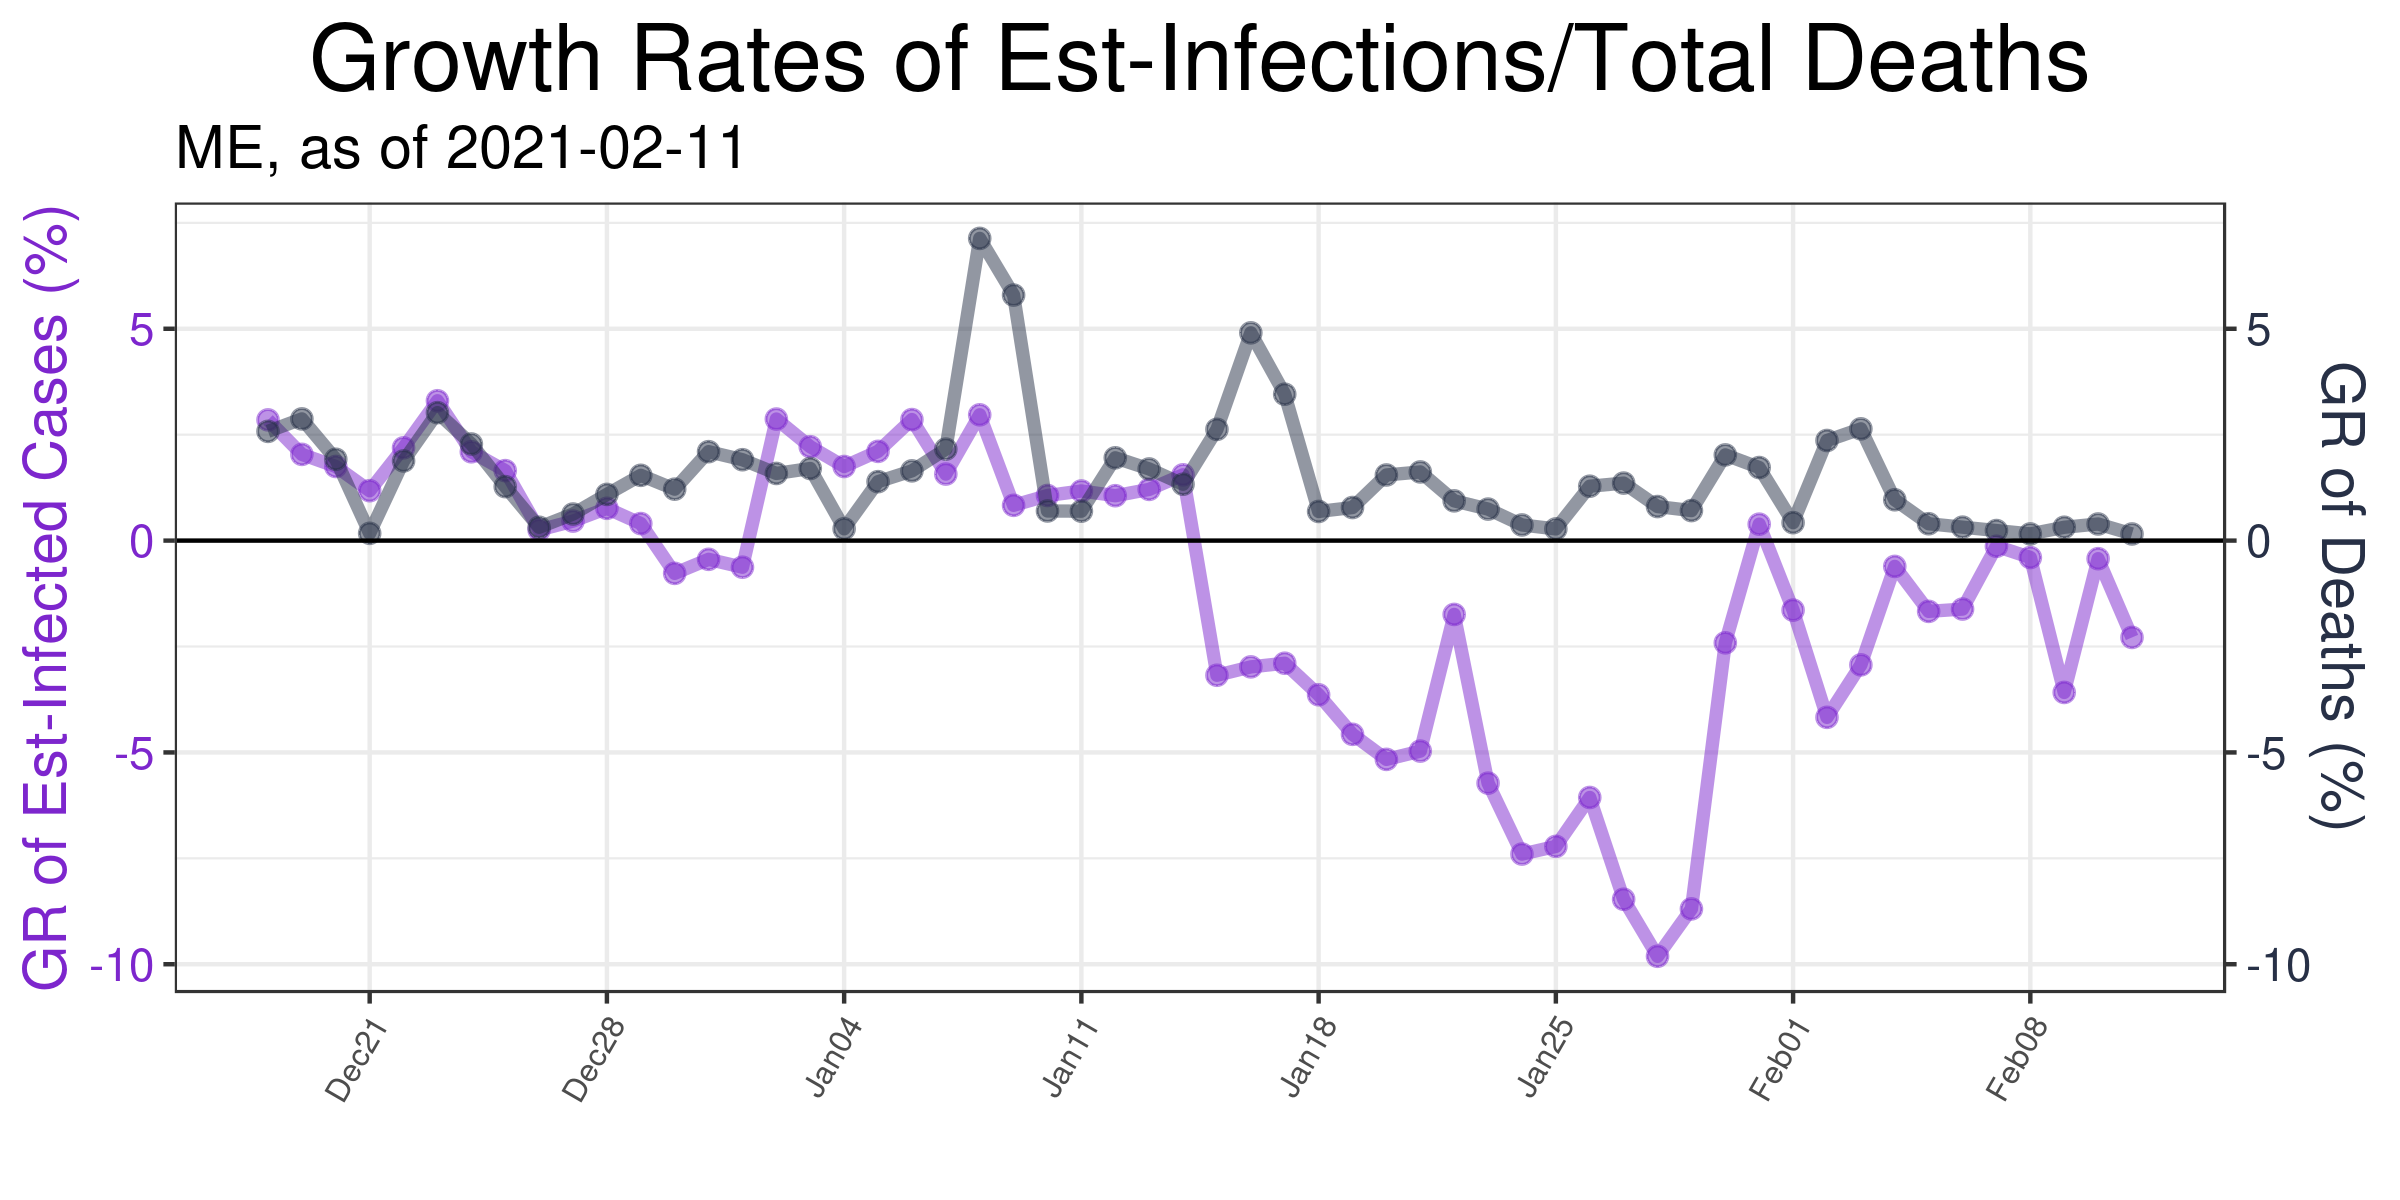 Growth Rates of Est-Infections/Total Deaths
ME, as of 2021-02-11
GR of Est-Infected Cases (%)
5
0
-5
-10
5
0
-5
-10
GR of Deaths (%)
Dec21
Dec28
Jan04
Jan11
Jan18
Jan25
Feb01
Feb08